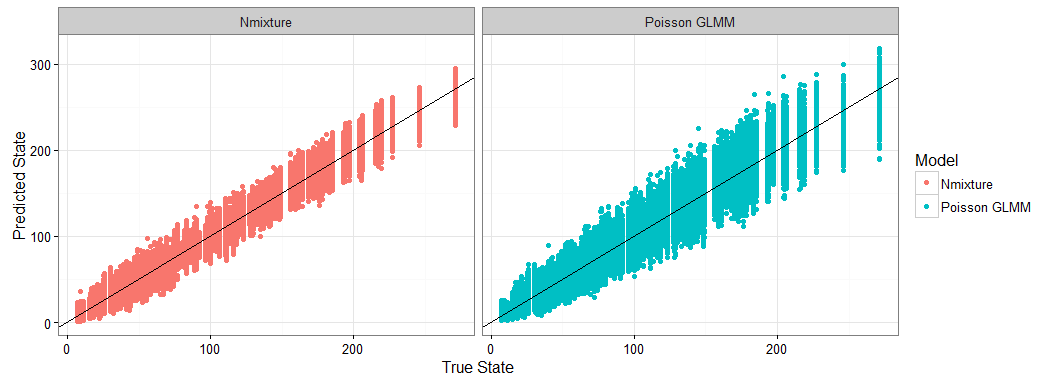 Nmixture
Poisson GLMM
300
200
100
0
Predicted State
0
100
200
0
100
200
True State
Model
Nmixture
Poisson GLMM